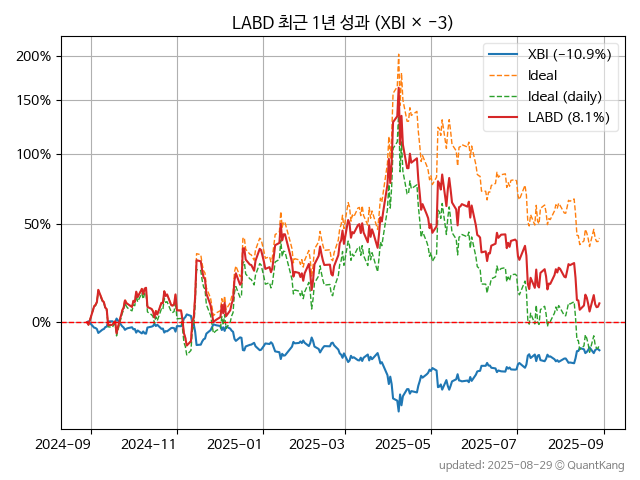 LABD 최근 1년 성과 (XBI × −3)
200%
150%
100%
50%
0%
XBI (−10.9%)
Ideal
Ideal (daily)
LABD (8.1%)
2024−09
2024−11
2025−01
2025−03
2025−05
2025−07
2025−09
updated: 2025−08−29 © QuantKang